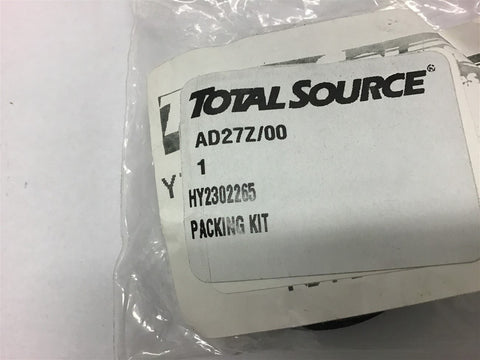 TOTAL SOURCE®
AD27Z/00
1
HY2302265
PACKING KIT